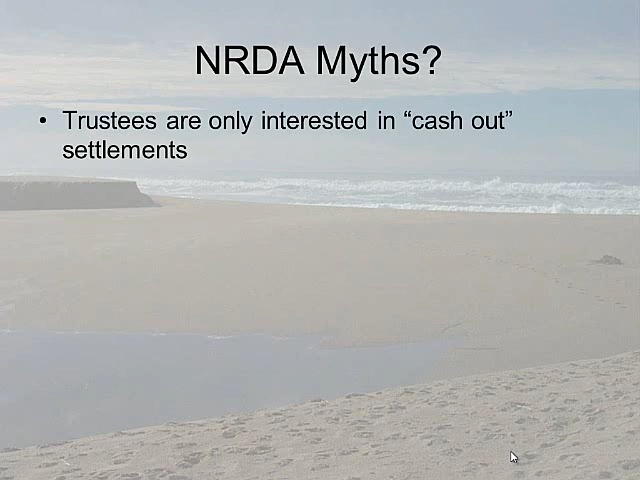 NRDA Myths?
• Trustees are only interested in “cash out”
settlements